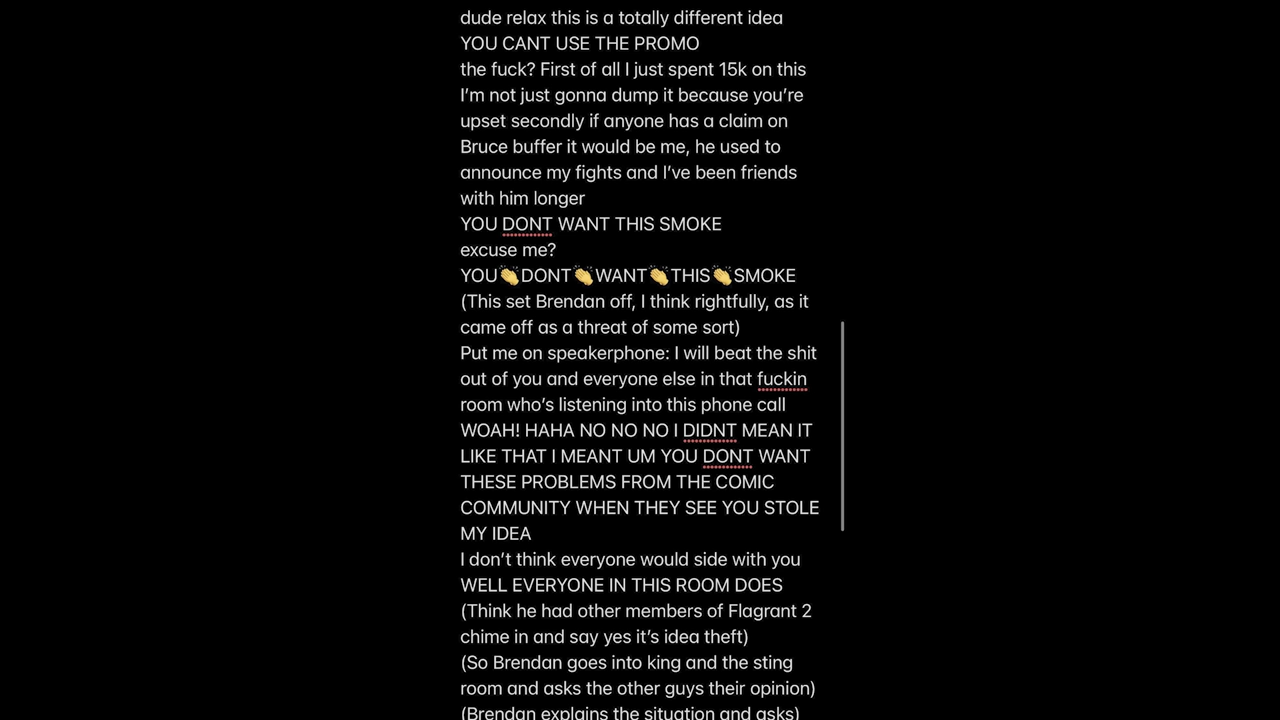 dude relax this is a totally different idea
YOU CANT USE THE PROMO
the fuck? First of all I just spent 15k on this
I’m not just gonna dump it because you’re
upset secondly if anyone has a claim on
Bruce buffer it would be me, he used to
announce my fights and I’ve been friends
with him longer
YOU DONT WANT THIS SMOKE
excuse me?
YOU👏DONT👏WANT👏THIS👏SMOKE
(This set Brendan off, I think rightfully, as it
came off as a threat of some sort)
Put me on speakerphone: I will beat the shit
out of you and everyone else in that fuckin
room who’s listening into this phone call
WOAH! HAHA NO NO NO I DIDNT MEAN IT
LIKE THAT I MEANT UM YOU DONT WANT
THESE PROBLEMS FROM THE COMIC
COMMUNITY WHEN THEY SEE YOU STOLE
MY IDEA
I don’t think everyone would side with you
WELL EVERYONE IN THIS ROOM DOES
(Think he had other members of Flagrant 2
chime in and say yes it’s idea theft)
(So Brendan goes into king and the sting
room and asks the other guys their opinion)
(Brendan explains the situation and asks)